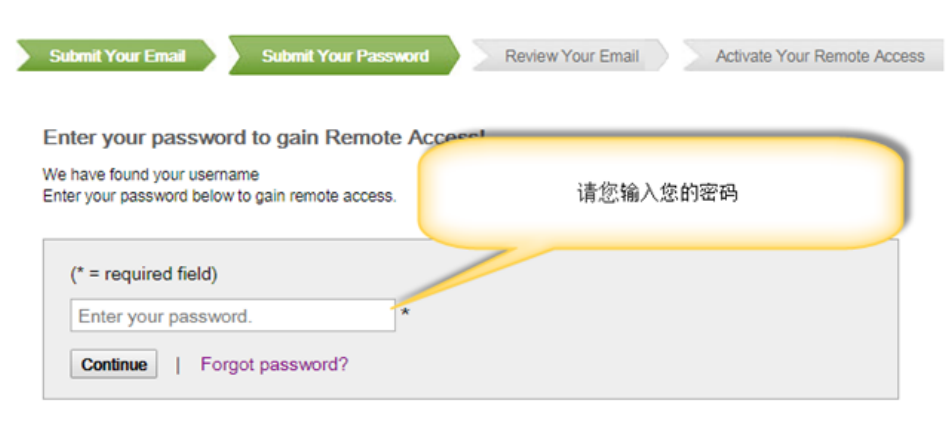 Submit Your Email
Submit Your Password
Review Your Email
Activate Your Remote Access
Enter your password to gain Remote Access!
We have found your username
Enter your password below to gain remote access.
请您输入您的密码
(* = required field)
Enter your password. *
Continue | Forgot password?